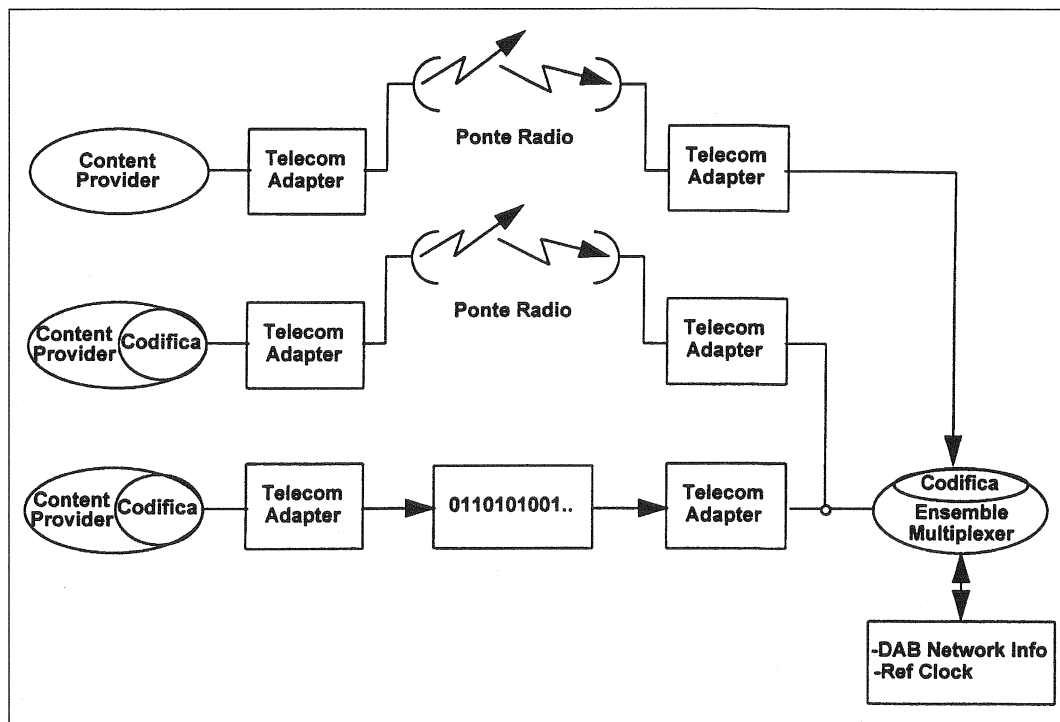 Ponte Radio
Content
Provider
Telecom
Adapter
Telecom
Adapter
Ponte Radio
Content
Provider
Codifica
Telecom
Adapter
Telecom
Adapter
Content
Provider
Codifica
Telecom
Adapter
0110101001..
Telecom
Adapter
Codifica
Ensemble
Multiplexer
-DAB Network Info
-Ref Clock